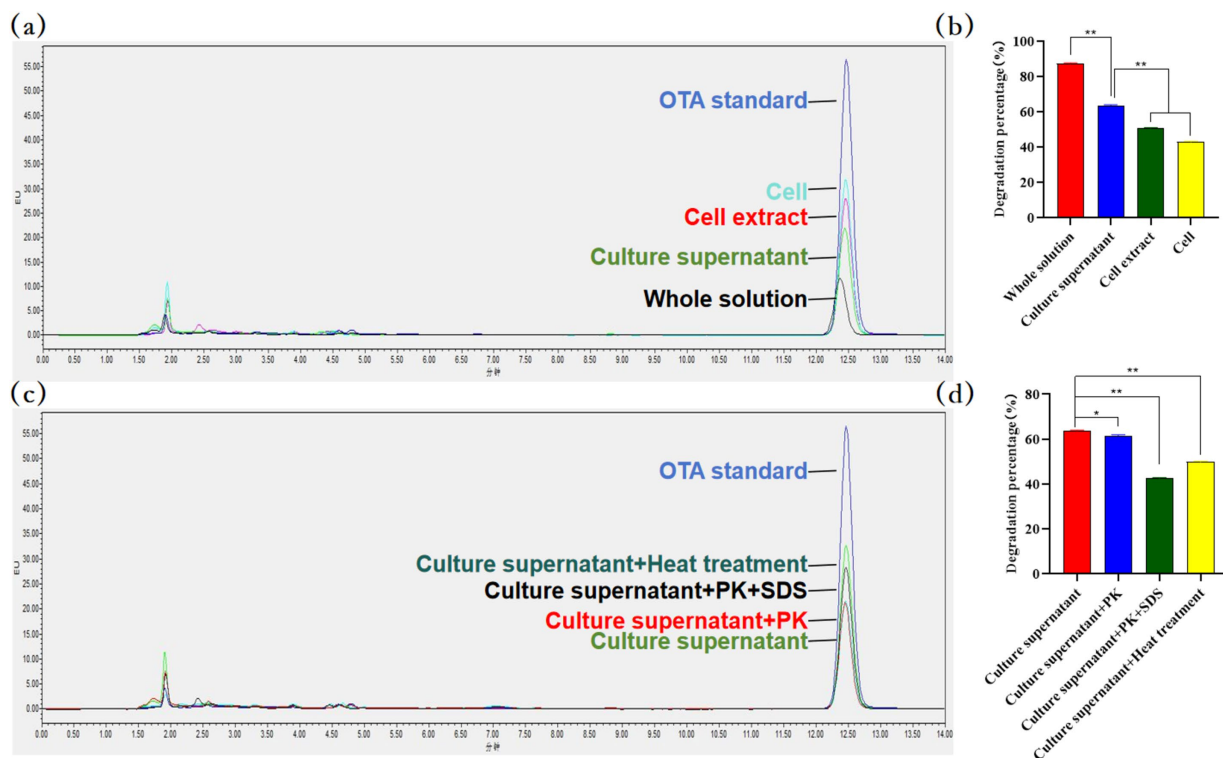 (a)
EU
55.00
50.00
45.00
40.00
35.00
30.00
25.00
20.00
15.00
10.00
5.00
0.00
OTA standard
Cell
Cell extract
Culture supernatant
Whole solution
0.00 0.50 1.00 1.50 2.00 2.50 3.00 3.50 4.00 4.50 5.00 5.50 6.00 6.50 7.00 7.50 8.00 8.50 9.00 9.50 10.00 10.50 11.00 11.50 12.00 12.50 13.00 13.50 14.00
分钟
(b)
Degradation percentage(%)
100
80
60
40
20
0
**
**
Whole solution
Culture supernatant
Cell extract
Cell
(c)
EU
55.00
50.00
45.00
40.00
35.00
30.00
25.00
20.00
15.00
10.00
5.00
0.00
OTA standard
Culture supernatant+Heat treatment
Culture supernatant+PK+SDS
Culture supernatant+PK
Culture supernatant
0.00 0.50 1.00 1.50 2.00 2.50 3.00 3.50 4.00 4.50 5.00 5.50 6.00 6.50 7.00 7.50 8.00 8.50 9.00 9.50 10.00 10.50 11.00 11.50 12.00 12.50 13.00 13.50 14.00
分钟
(d)
Degradation percentage(%)
80
60
40
20
0
**
**
*
Culture supernatant
Culture supernatant+PK
Culture supernatant+PK+SDS
Culture supernatant+Heat treatment